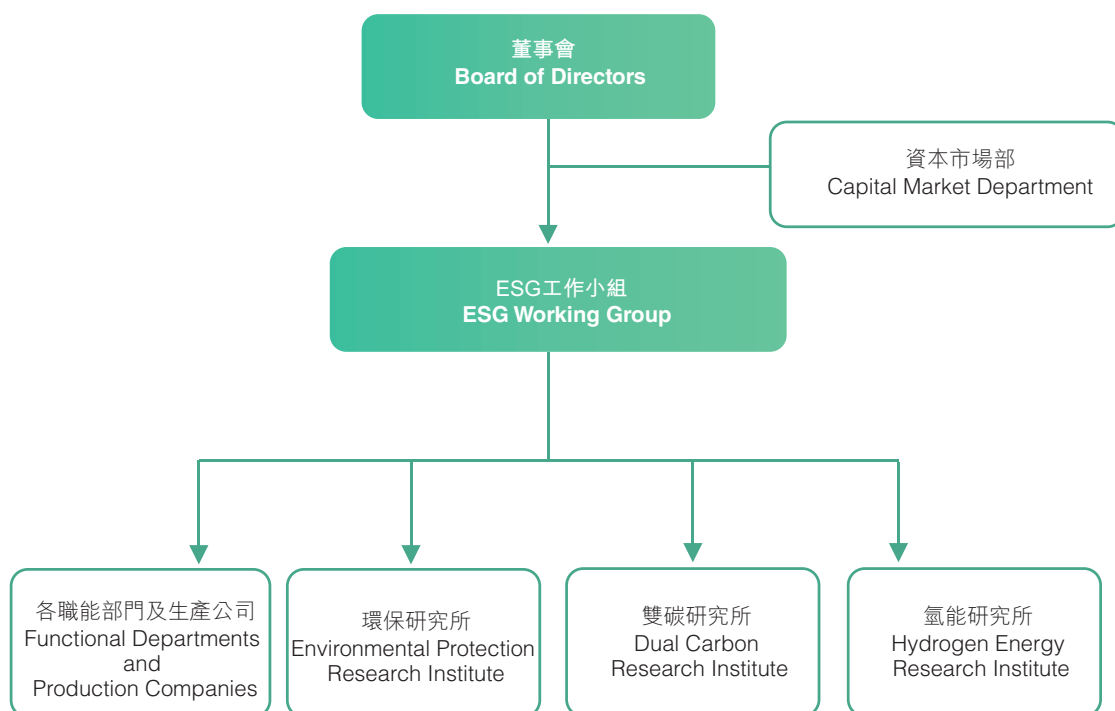 董事會
Board of Directors
資本市場部
Capital Market Department
ESG工作小組
ESG Working Group
各職能部門及生產公司
Functional Departments
and
Production Companies
環保研究所
Environmental Protection
Research Institute
雙碳研究所
Dual Carbon
Research Institute
氫能研究所
Hydrogen Energy
Research Institute